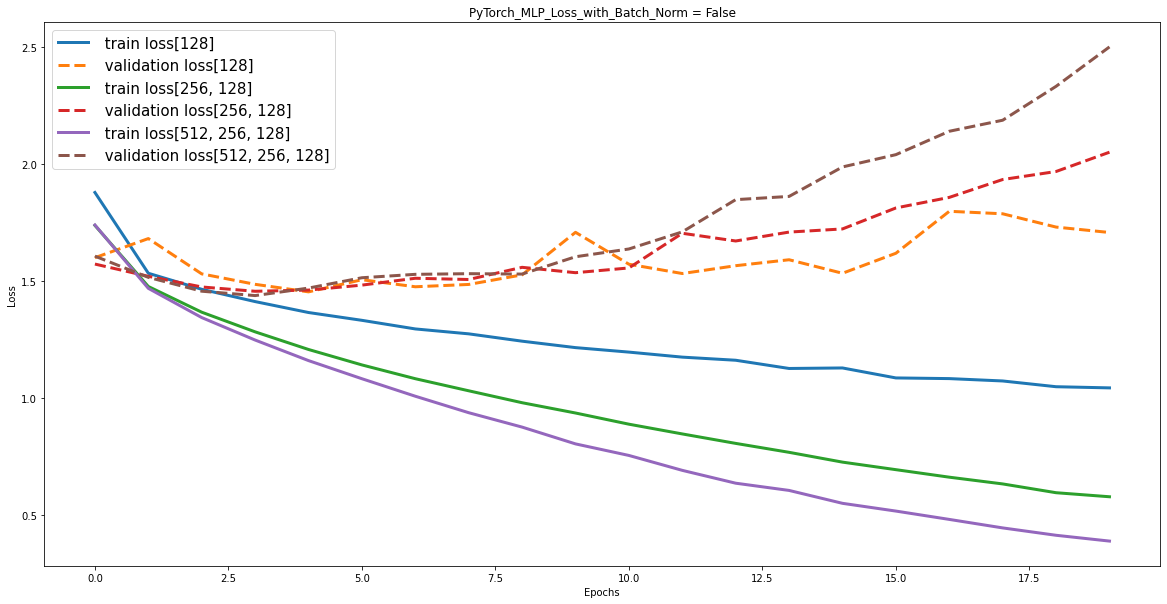 PyTorch_MLP_Loss_with_Batch_Norm = False
train loss[128]
validation loss[128]
train loss[256, 128]
validation loss[256, 128]
train loss[512, 256, 128]
validation loss[512, 256, 128]
2.5
2.0
1.5
1.0
0.5
Loss
0.0 2.5 5.0 7.5 10.0 12.5 15.0 17.5
Epochs